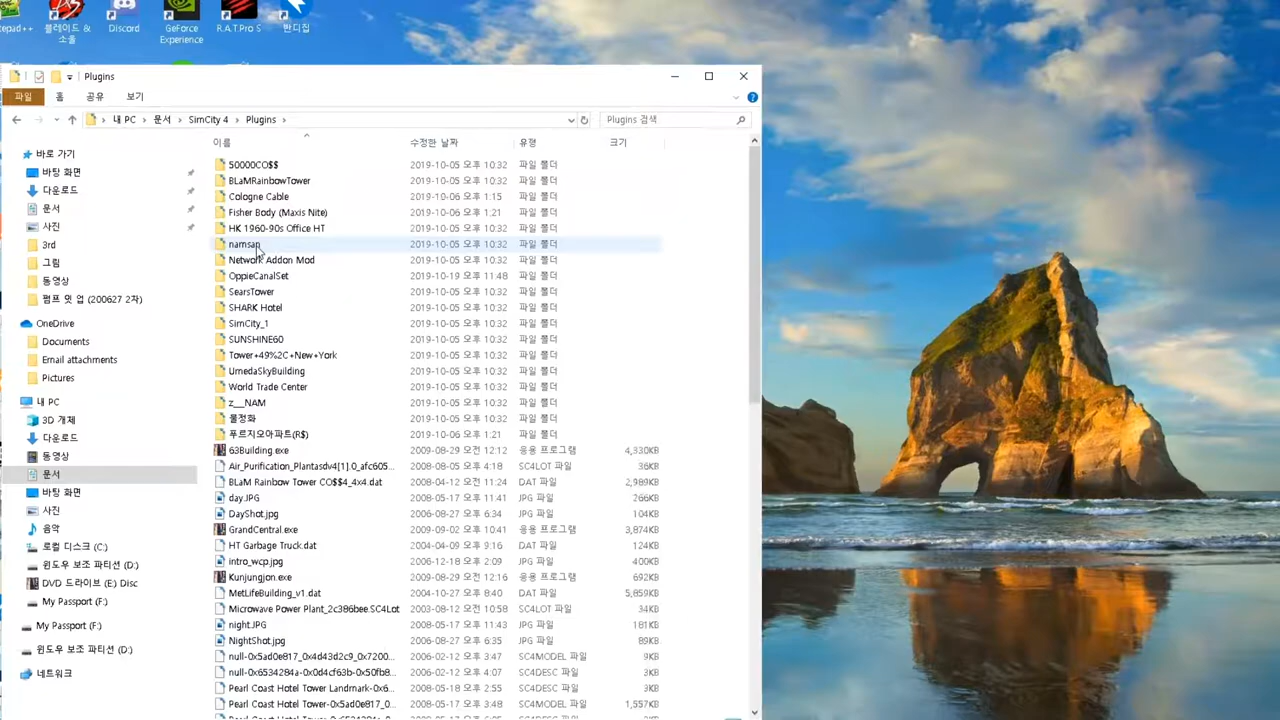 tepad++
블레이드 & 소울
Discord
GeForce Experience
R.A.T.Pro S
반디집
Plugins
파일 홈 공유 보기
내 PC > 문서 > SimCity 4 > Plugins >
Plugins 검색
바로 가기
바탕 화면
다운로드
문서
사진
3rd
그림
동영상
펌프 잇 업 (200627 2차)
OneDrive
Documents
Email attachments
Pictures
내 PC
3D 개체
다운로드
동영상
문서
바탕 화면
사진
음악
로컬 디스크 (C:)
윈도우 보조 파티션 (D:)
DVD 드라이브 (E:) Disc
My Passport (F:)
My Passport (F:)
윈도우 보조 파티션 (D:)
네트워크
이름 수정한 날짜 유형 크기
50000CO$$ 2019-10-05 오후 10:32 파일 폴더
BLaMRainbowTower 2019-10-05 오후 10:32 파일 폴더
Cologne Cable 2019-10-06 오후 1:15 파일 폴더
Fisher Body (Maxis Nite) 2019-10-06 오후 1:21 파일 폴더
HK 1960-90s Office HT 2019-10-05 오후 10:32 파일 폴더
namsan 2019-10-05 오후 10:32 파일 폴더
Network Addon Mod 2019-10-05 오후 10:32 파일 폴더
OppieCanalSet 2019-10-19 오후 11:48 파일 폴더
SearsTower 2019-10-05 오후 10:32 파일 폴더
SHARK Hotel 2019-10-05 오후 10:32 파일 폴더
SimCity_1 2019-10-05 오후 10:32 파일 폴더
SUNSHINE60 2019-10-05 오후 10:32 파일 폴더
Tower+49%2C+New+York 2019-10-05 오후 10:32 파일 폴더
UmedaSkyBuilding 2019-10-05 오후 10:32 파일 폴더
World Trade Center 2019-10-05 오후 10:32 파일 폴더
z___NAM 2019-10-05 오후 10:32 파일 폴더
물정화 2019-10-05 오후 10:32 파일 폴더
푸르지오아파트(R$) 2019-10-06 오후 1:21 파일 폴더
63Building.exe 2009-08-29 오후 12:12 응용 프로그램 4,330KB
Air_Purification_Plantasdv4[1].0_afc605... 2008-08-05 오후 4:18 SC4LOT 파일 36KB
BLaM Rainbow Tower CO$$4_4x4.dat 2008-04-12 오후 11:24 DAT 파일 2,989KB
day.JPG 2008-05-17 오후 11:41 JPG 파일 266KB
DayShot.jpg 2006-08-27 오후 6:34 JPG 파일 104KB
GrandCentral.exe 2009-09-02 오후 10:41 응용 프로그램 3,874KB
HT Garbage Truck.dat 2004-04-09 오후 9:16 DAT 파일 124KB
intro_wcp.jpg 2006-12-18 오후 2:09 JPG 파일 400KB
Kunjungjon.exe 2009-08-29 오후 12:16 응용 프로그램 692KB
MetLifeBuilding_v1.dat 2004-10-27 오후 8:40 DAT 파일 5,859KB
Microwave Power Plant_2c386bee.SC4Lot 2003-08-12 오전 10:58 SC4LOT 파일 34KB
night.JPG 2008-05-17 오후 11:43 JPG 파일 181KB
NightShot.jpg 2006-08-27 오후 6:35 JPG 파일 89KB
null-0x5ad0e817_0x4d43d2c9_0x7200... 2006-02-12 오후 3:47 SC4MODEL 파일 9KB
null-0x6534284a-0x0d4cf63b-0x50fb8... 2006-02-12 오후 4:07 SC4DESC 파일 3KB
Pearl Coast Hotel Tower Landmark-0x6... 2008-05-18 오후 2:55 SC4DESC 파일 3KB
Pearl Coast Hotel Tower-0x5ad0e817_0... 2008-05-17 오후 3:48 SC4MODEL 파일 1,557KB